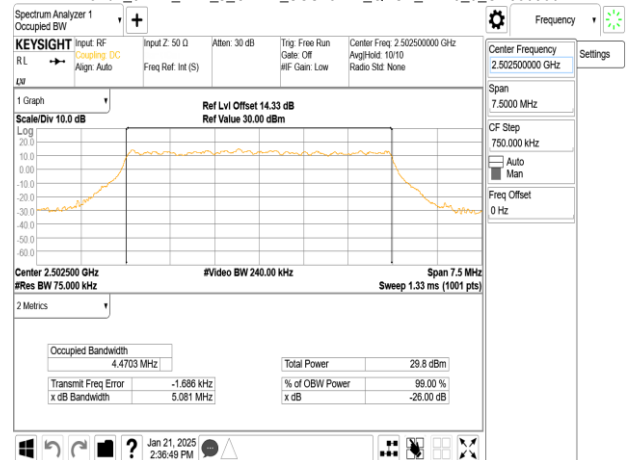 Spectrum Analyzer 1
Occupied BW
+
Frequency
KEYSIGHT
Input: RF
Coupling: DC
Align: Auto
Input Z: 50 Ω
Freq Ref: Int (S)
Atten: 30 dB
Trig: Free Run
Gate: Off
#IF Gain: Low
Center Freq: 2.502500000 GHz
Avg|Hold: 10/10
Radio Std: None
RL
LXI
Center Frequency
2.502500000 GHz
Settings
Span
7.5000 MHz
CF Step
750.000 kHz
Auto
Man
Freq Offset
0 Hz
1 Graph
Ref Lvl Offset 14.33 dB
Scale/Div 10.0 dB
Ref Value 30.00 dBm
Log
20.0
10.0
0.00
-10.0
-20.0
-30.0
-40.0
-50.0
-60.0
Center 2.502500 GHz
#Video BW 240.00 kHz
Span 7.5 MHz
#Res BW 75.000 kHz
Sweep 1.33 ms (1001 pts)
2 Metrics
Occupied Bandwidth
4.4703 MHz
Total Power 29.8 dBm
Transmit Freq Error -1.686 kHz
% of OBW Power 99.00 %
x dB Bandwidth 5.081 MHz
x dB -26.00 dB
?
Jan 21, 2025
2:36:49 PM